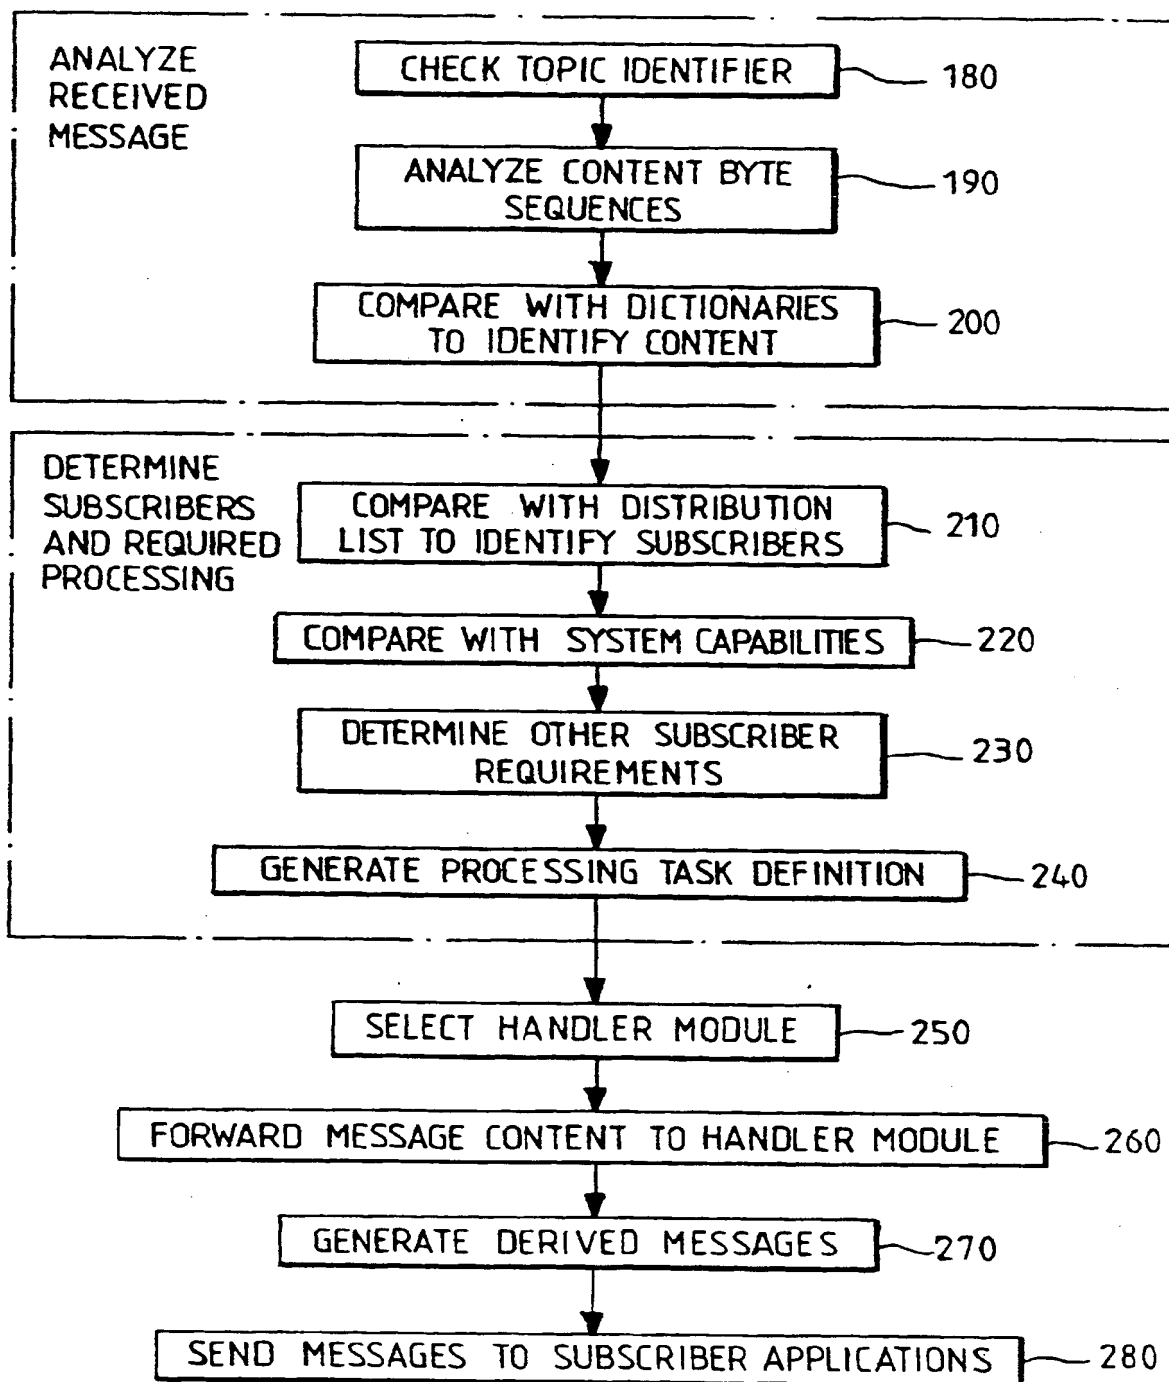 ANALYZE
RECEIVED
MESSAGE
CHECK TOPIC IDENTIFIER
180
ANALYZE CONTENT BYTE
SEQUENCES
190
COMPARE WITH DICTIONARIES
TO IDENTIFY CONTENT
200
DETERMINE
SUBSCRIBERS
AND REQUIRED
PROCESSING
COMPARE WITH DISTRIBUTION
LIST TO IDENTIFY SUBSCRIBERS
210
COMPARE WITH SYSTEM CAPABILITIES
220
DETERMINE OTHER SUBSCRIBER
REQUIREMENTS
230
GENERATE PROCESSING TASK DEFINITION
240
SELECT HANDLER MODULE
250
FORWARD MESSAGE CONTENT TO HANDLER MODULE
260
GENERATE DERIVED MESSAGES
270
SEND MESSAGES TO SUBSCRIBER APPLICATIONS
280